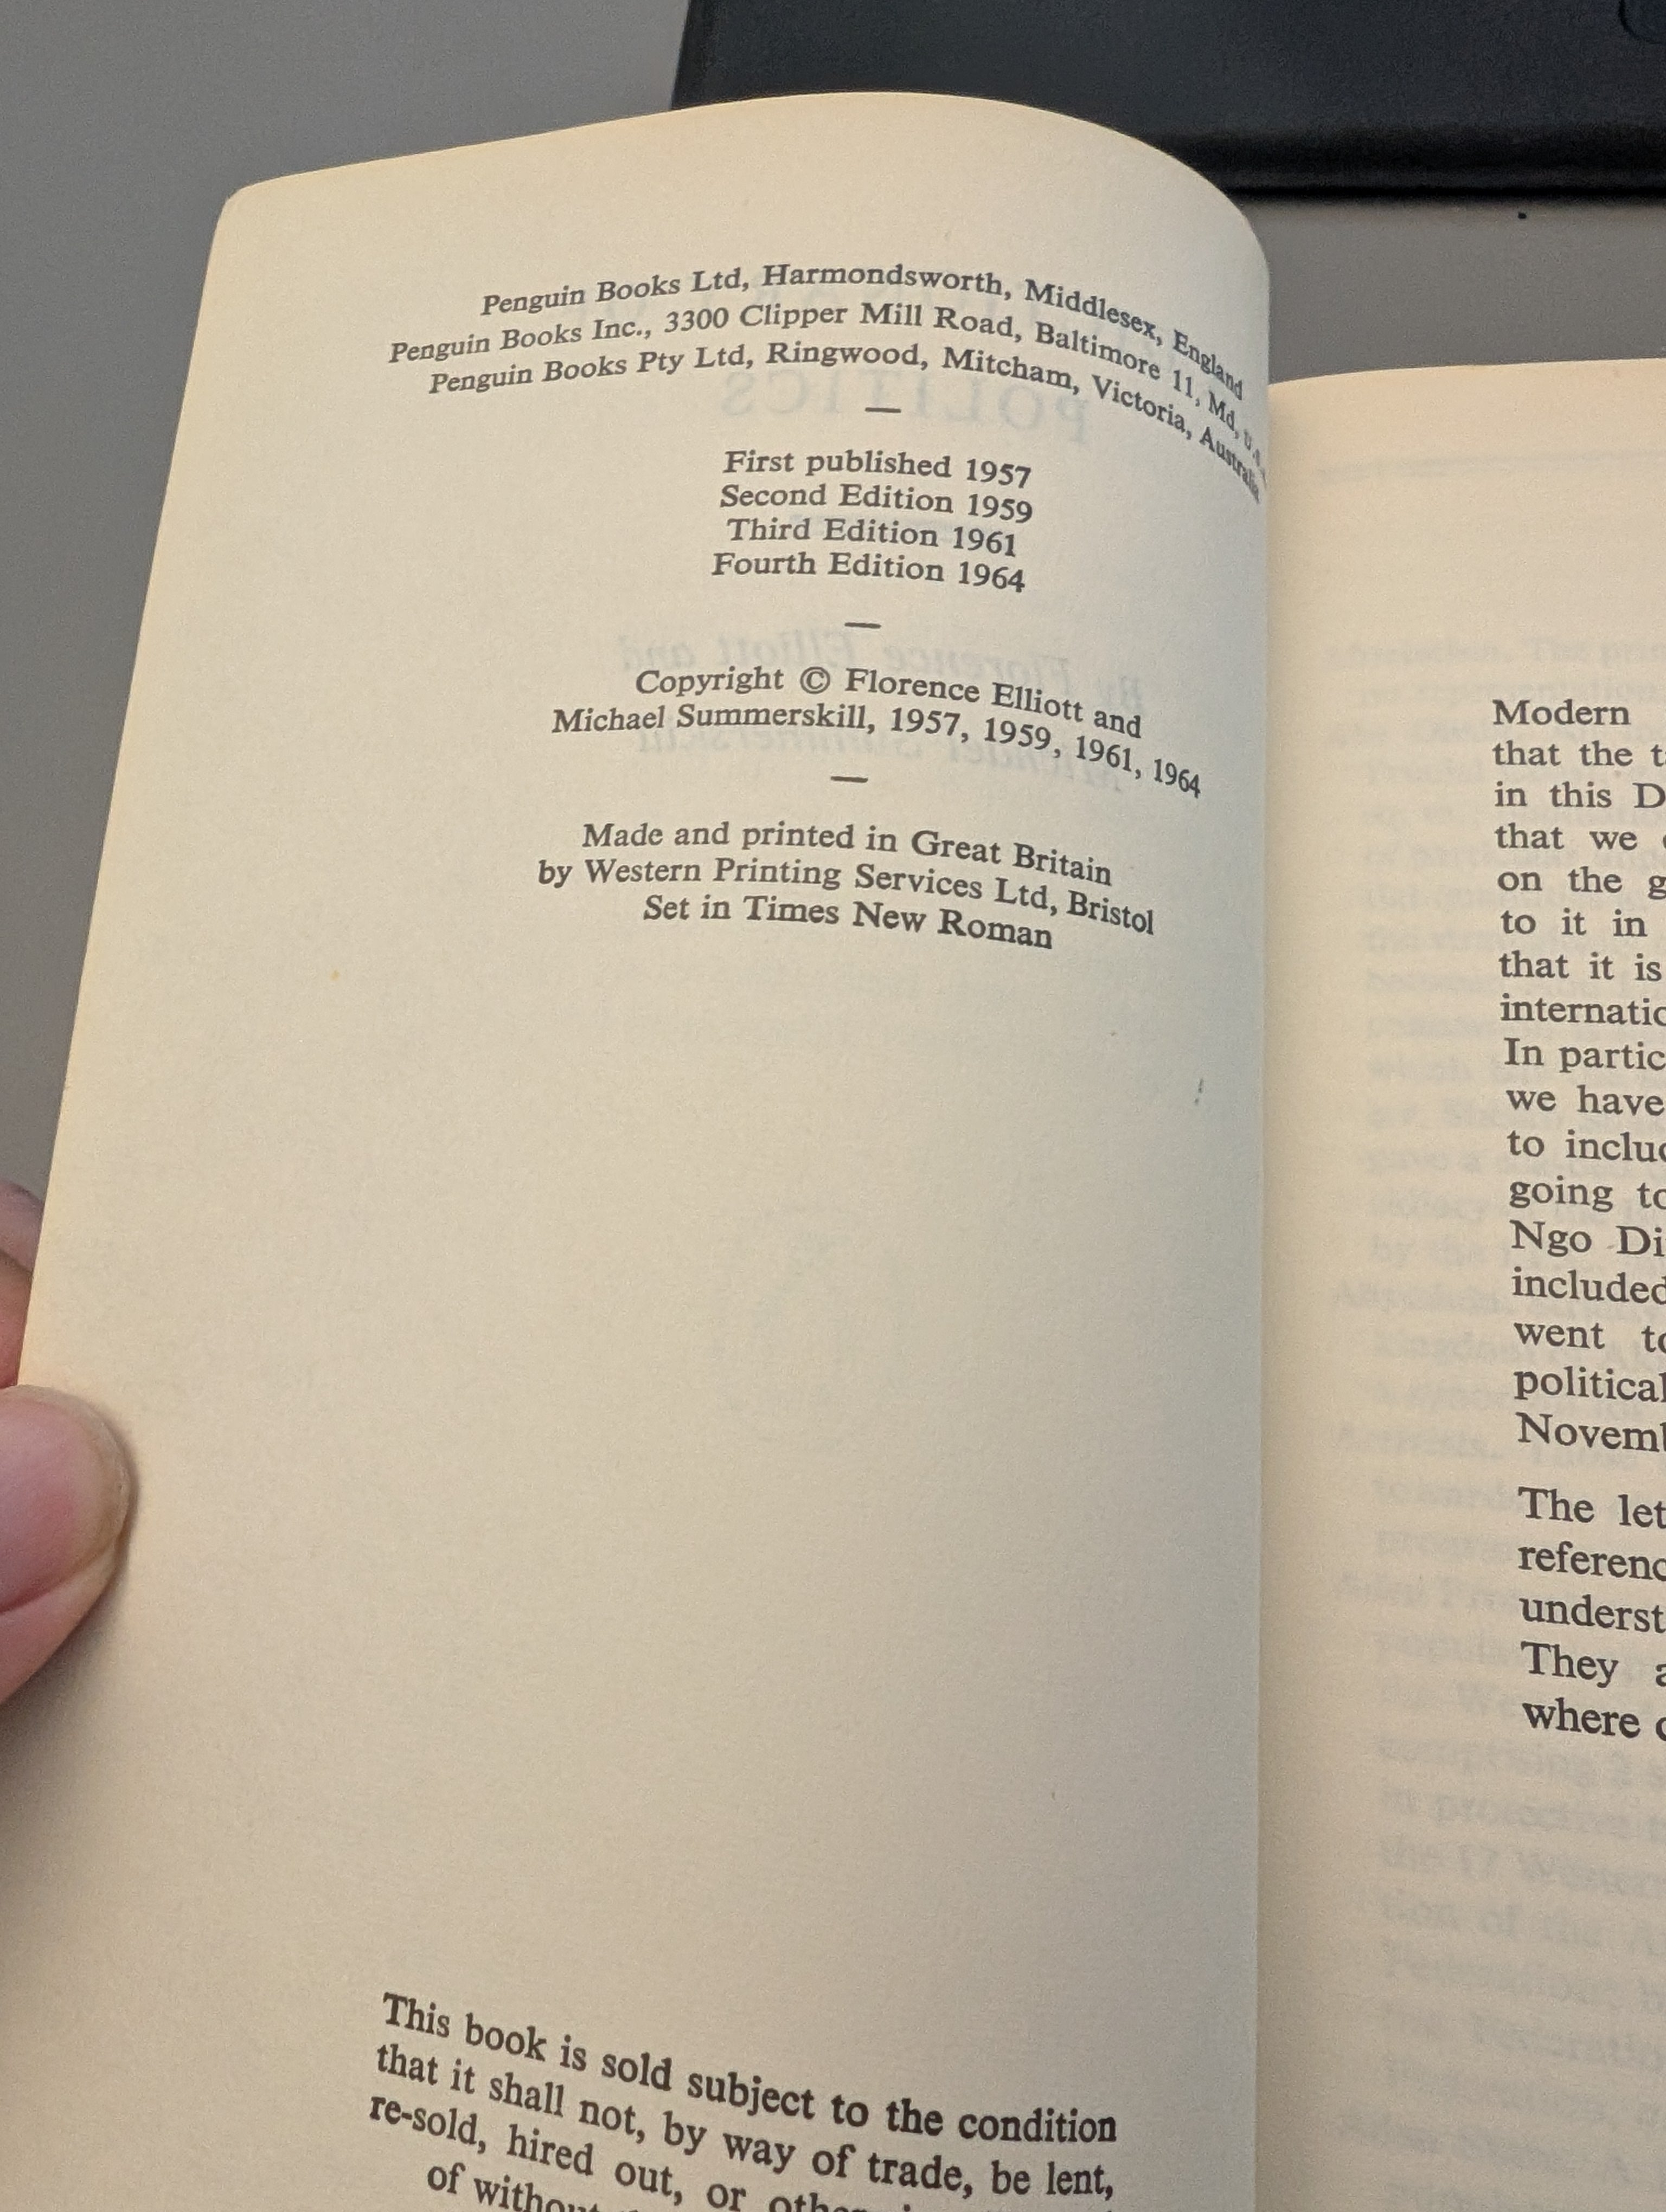 Penguin Books Ltd, Harmondsworth, Middlesex, England
Penguin Books Inc., 3300 Clipper Mill Road, Baltimore 11, Md,
Penguin Books Pty Ltd, Ringwood, Mitcham, Victoria, Australia
—
First published 1957
Second Edition 1959
Third Edition 1961
Fourth Edition 1964
—
Copyright © Florence Elliott and
Michael Summerskill, 1957, 1959, 1961, 1964
—
Made and printed in Great Britain
by Western Printing Services Ltd, Bristol
Set in Times New Roman
This book is sold subject to the condition
that it shall not, by way of trade, be lent,
re-sold, hired out, or
of
Modern
that the
in this
that we
on the
to it in
that it is
In
we have
to
going
Ngo
included
went
political
The
They
where